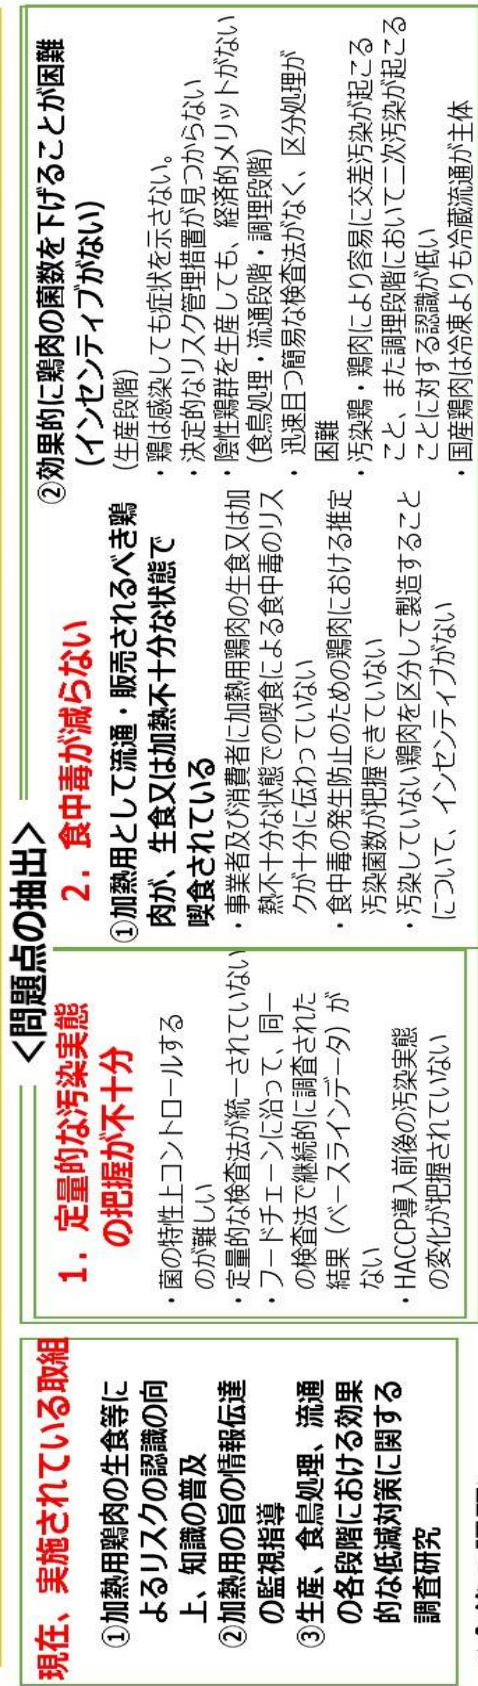 現在、実施されている取組
①加熱用鶏肉の生食等に
よるリスクの認識の向
上、知識の普及
②加熱用の旨の情報伝達
の監視指導
③生産、食鳥処理、流通
の各段階における効果
的な低減対策に関する
調査研究
<問題点の抽出>
1．定量的な汚染実態
の把握が不十分
・菌の特性上コントロールする
のが難しい
・定量的な検査法が統一されていない
・フードチェーンに沿って、同一
の検査法で継続的に調査された
結果（ベースラインデータ）が
ない
・HACCP導入前後の汚染実態
の変化が把握されていない
2．食中毒が減らない
①加熱用として流通・販売されるべき鶏
肉が、生食又は加熱不十分な状態で
喫食されている
・事業者及び消費者に加熱用鶏肉の生食又は加
熱不十分な状態での喫食による食中毒のリス
クが十分に伝わっていない
・食中毒の発生防止のための鶏肉における推定
汚染菌数が把握できていない
・汚染していない鶏肉を区分して製造すること
について、インセンティブがない
②効果的に鶏肉の菌数を下げることが困難
（インセンティブがない）
（生産段階）
・鶏は感染しても症状を示さない。
・決定的なリスク管理措置が見つからない
・陰性鶏群を生産しても、経済的メリットがない
（食鳥処理・流通段階・調理段階）
・迅速且つ簡易な検査法がなく、区分処理が
困難
・汚染鶏・鶏肉により容易に交差汚染が起こる
こと、また調理段階において二次汚染が起こる
ことに対する認識が低い
・国産鶏肉は冷凍よりも冷蔵流通が主体